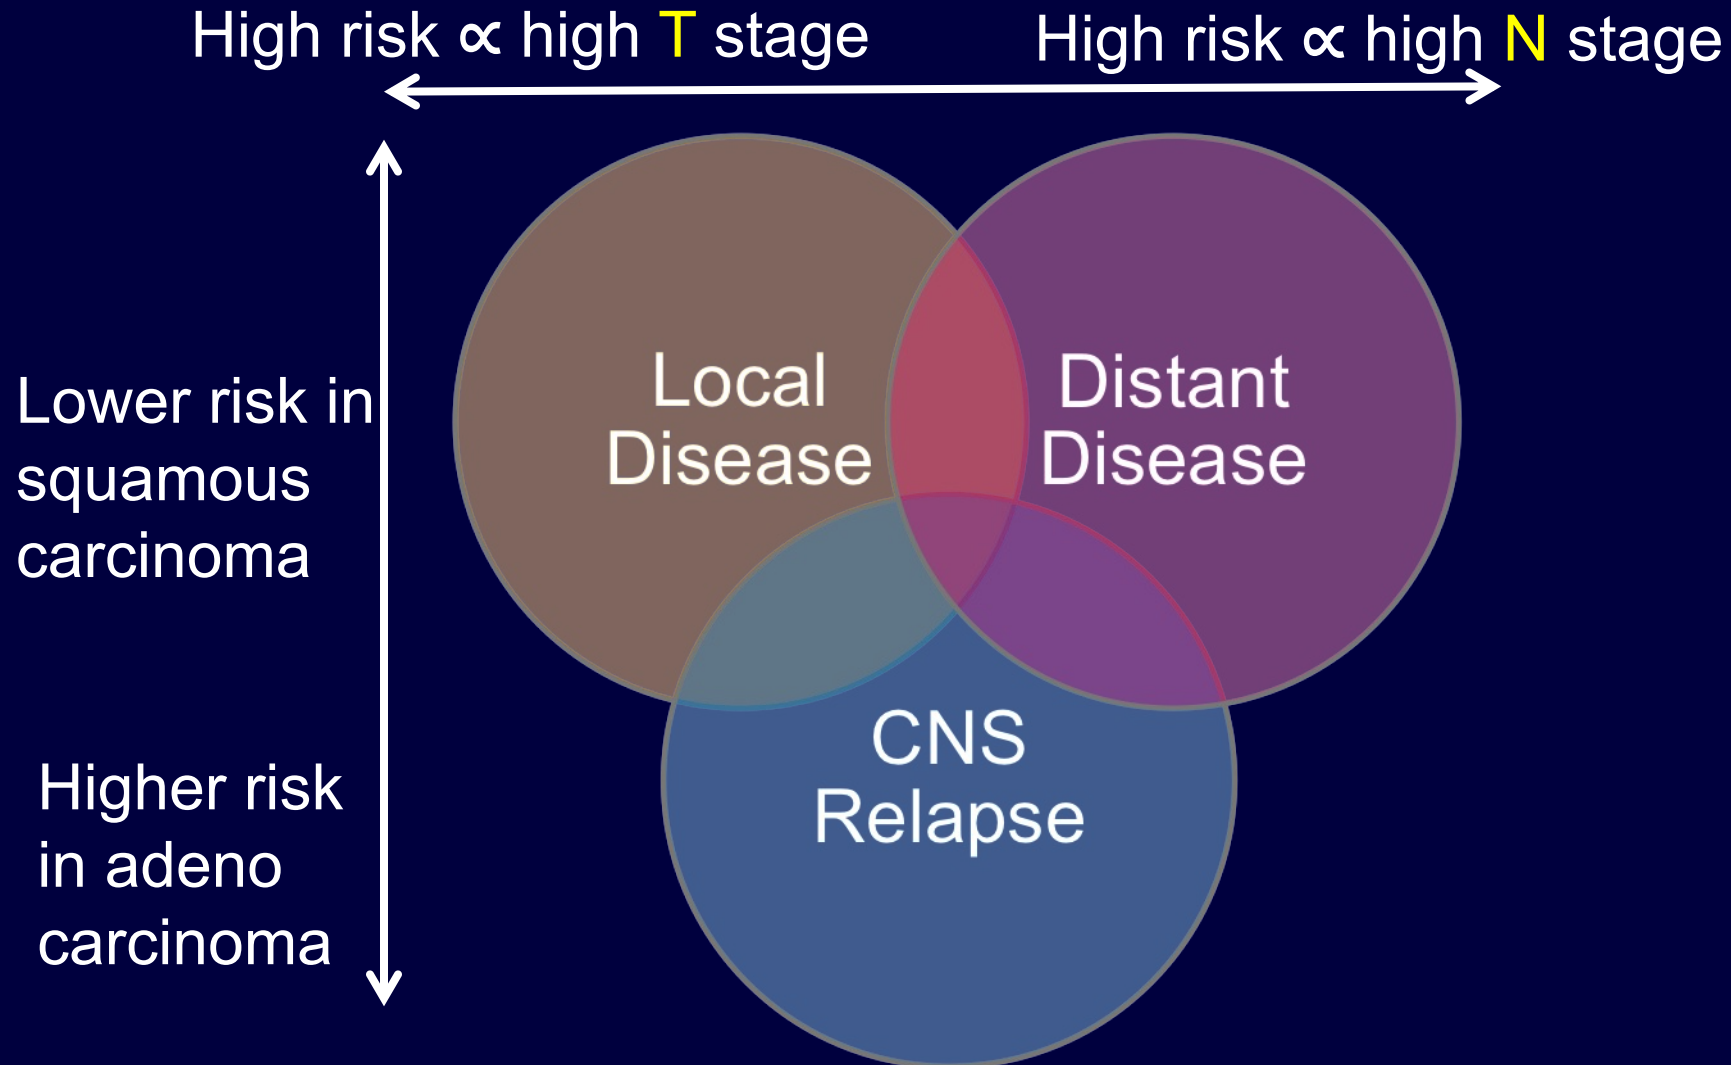 High risk ∝ high T stage
High risk ∝ high N stage
Lower risk in
squamous
carcinoma
Local
Disease
Distant
Disease
Higher risk
in adeno
carcinoma
CNS
Relapse